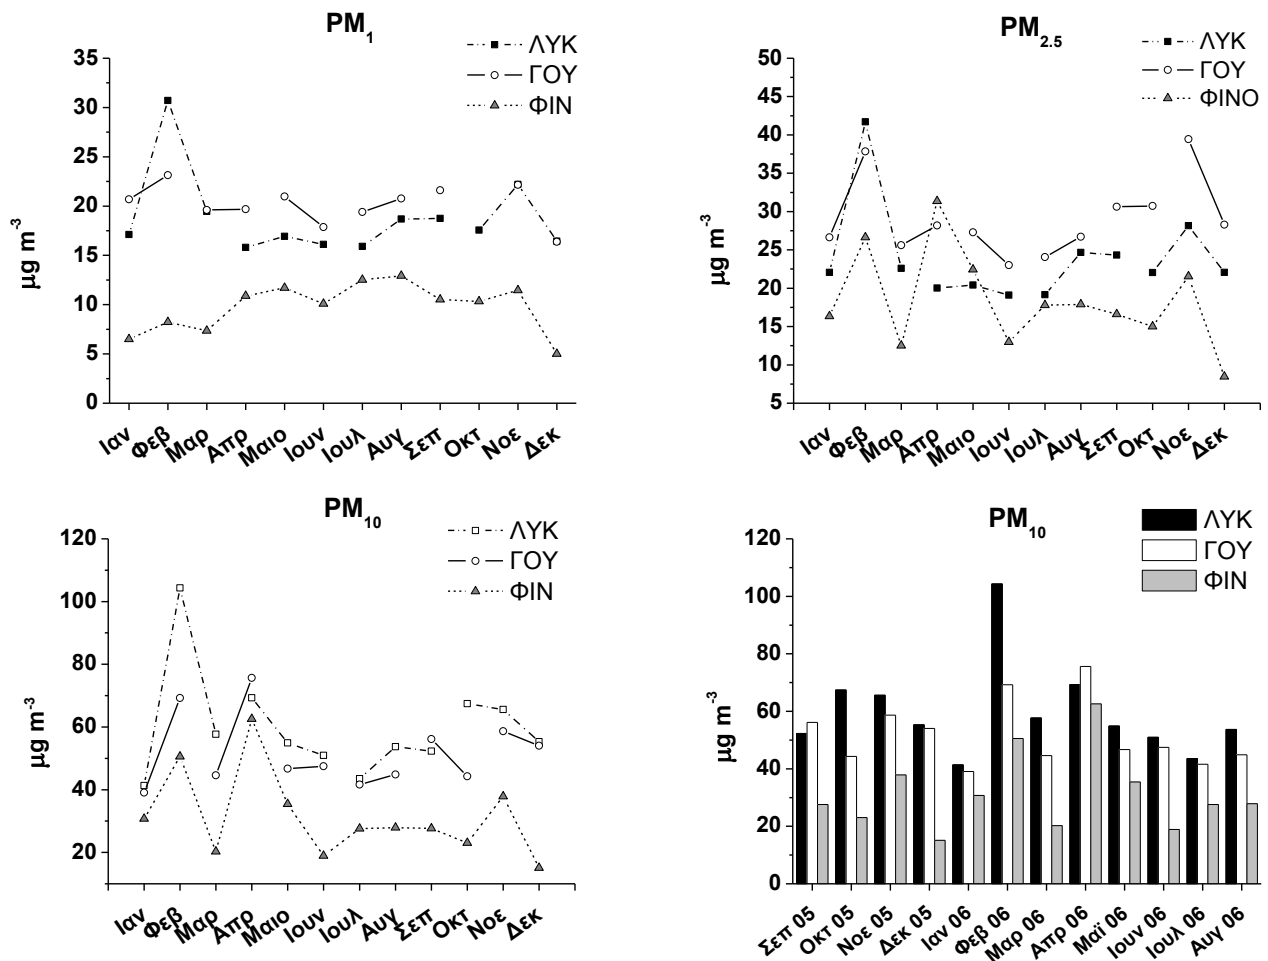 PM1
ΛΥΚ
ΓΟΥ
ΦΙΝ
μg m-3
35
30
25
20
15
10
5
0
Ιαν
Φεβ
Μαρ
Απρ
Μαιο
Ιουν
Ιουλ
Αυγ
Σεπ
Οκτ
Νοε
Δεκ
PM2.5
ΛΥΚ
ΓΟΥ
ΦΙΝΟ
μg m-3
50
45
40
35
30
25
20
15
10
5
Ιαν
Φεβ
Μαρ
Απρ
Μαιο
Ιουν
Ιουλ
Αυγ
Σεπ
Οκτ
Νοε
Δεκ
PM10
ΛΥΚ
ΓΟΥ
ΦΙΝ
μg m-3
120
100
80
60
40
20
Ιαν
Φεβ
Μαρ
Απρ
Μαιο
Ιουν
Ιουλ
Αυγ
Σεπ
Οκτ
Νοε
Δεκ
PM10
ΛΥΚ
ΓΟΥ
ΦΙΝ
μg m-3
120
100
80
60
40
20
0
Σεπ 05
Οκτ 05
Νοε 05
Δεκ 05
Ιαν 06
Φεβ 06
Μαρ 06
Απρ 06
Μαϊ 06
Ιουν 06
Ιουλ 06
Αυγ 06